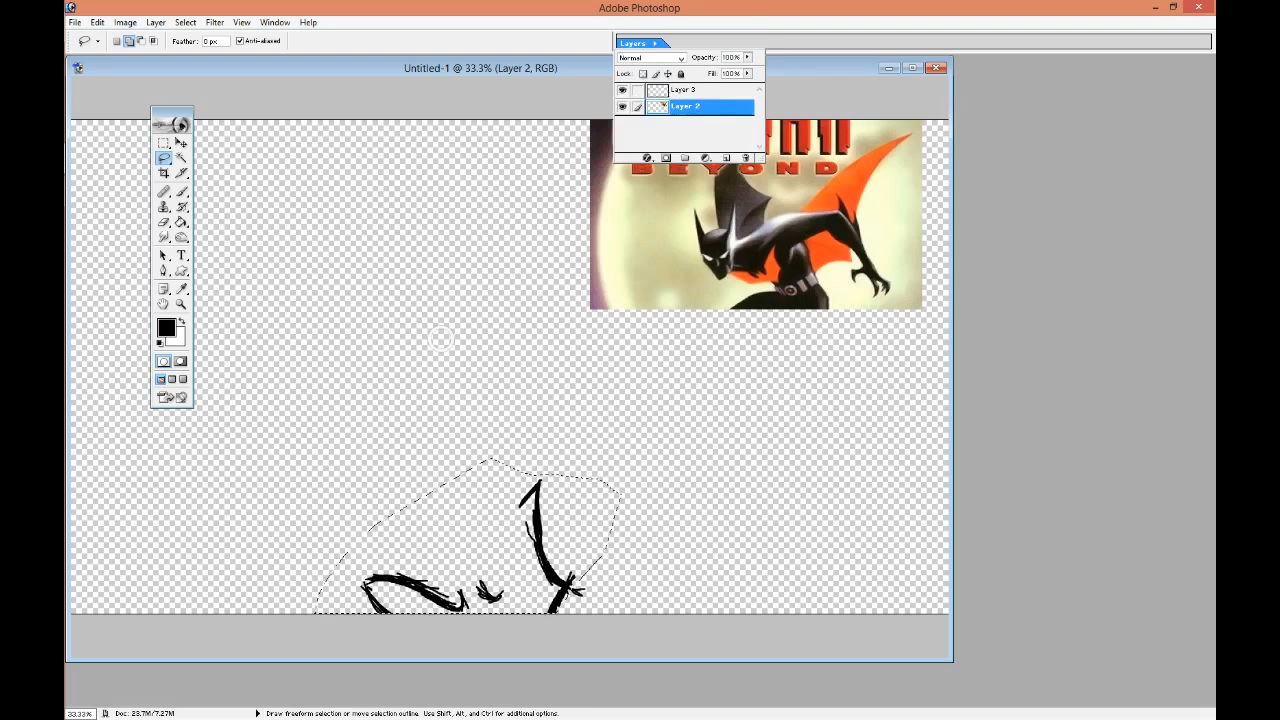 Adobe Photoshop
File Edit Image Layer Select Filter View Window Help
Feather: 0 px Anti-aliased
Layers
Normal Opacity: 100%
Lock: Fill: 100%
Layer 3
Layer 2
Untitled-1 @ 33.3% (Layer 2, RGB)
BEYOND
33.33% Doc: 23.7M/7.27M Draw freeform selection or move selection outline. Use Shift, Alt, and Ctrl for additional options.